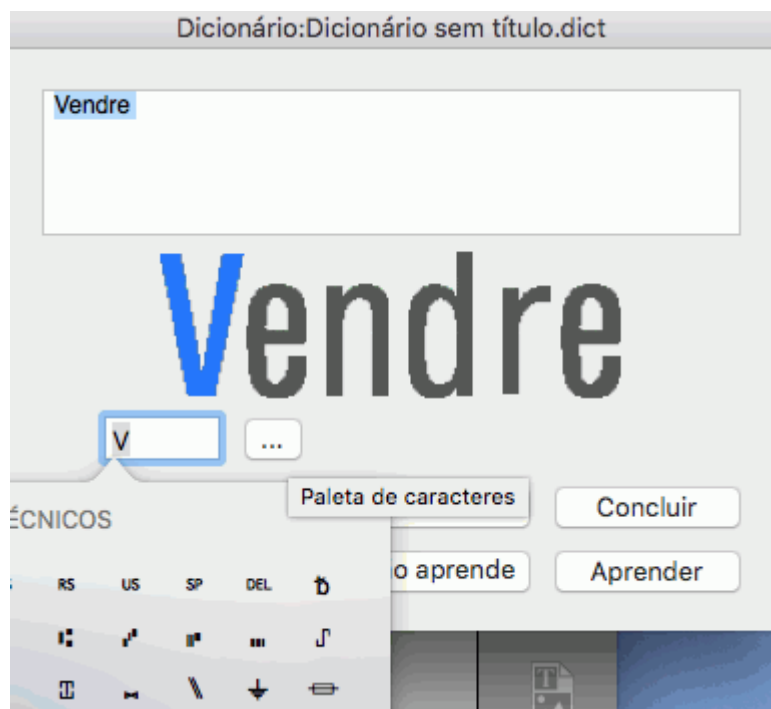 Dicionário:Dicionário sem título.dict
Vendre
Vendre
V ...
Paleta de caracteres
Concluir
ÉCNICOS
o aprende
Aprender
RS US SP DEL